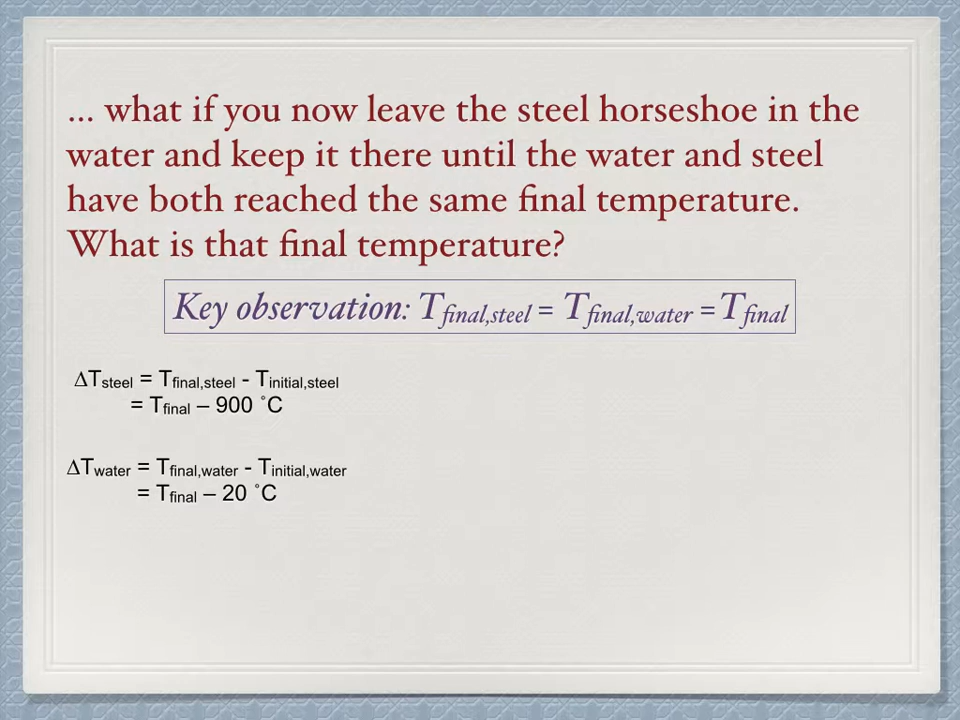 ... what if you now leave the steel horseshoe in the
water and keep it there until the water and steel
have both reached the same final temperature.
What is that final temperature?
Key observation: Tfinal,steel = Tfinal,water =Tfinal
∆Tsteel = Tfinal,steel - Tinitial,steel
= Tfinal – 900 ˚C
∆Twater = Tfinal,water - Tinitial,water
= Tfinal – 20 ˚C